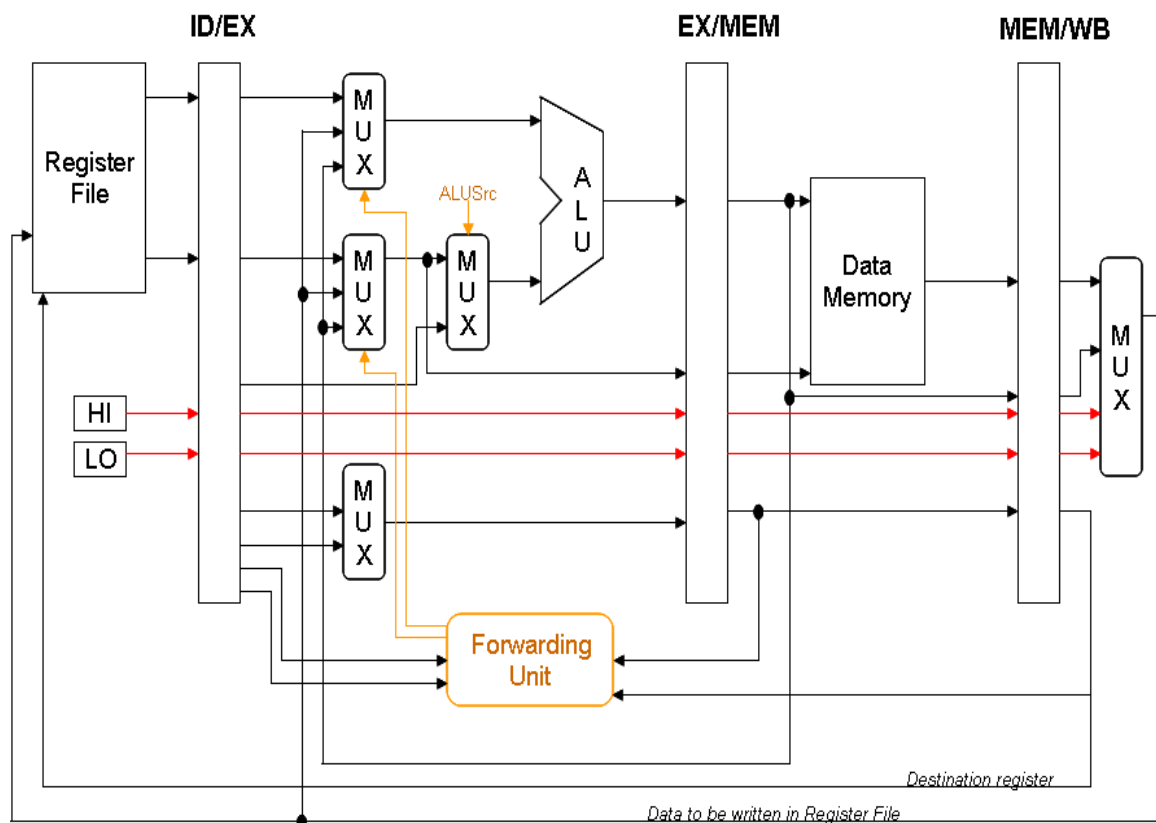 ID/EX
EX/MEM
MEM/WB
Register
File
M
U
X
ALUSrc
M
U
X
M
U
X
A
L
U
Data
Memory
M
U
X
HI
LO
M
U
X
Forwarding
Unit
Destination register
Data to be written in Register File